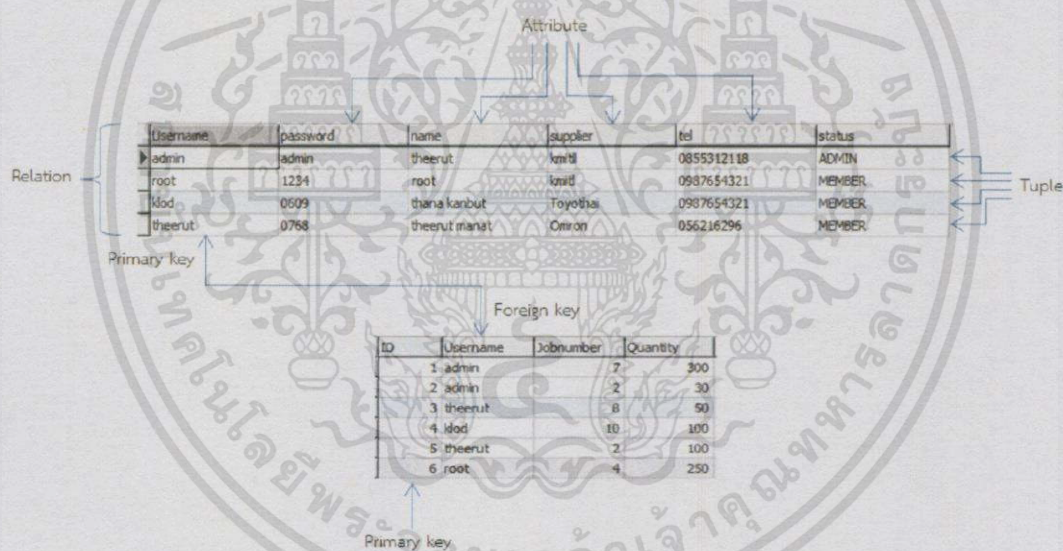 Attribute
Username password name supplier tel status
admin admin theerut kmitl 0855312118 ADMIN
root 1234 root kmitl 0987654321 MEMBER
klod 0609 thana kanbut Toyothai 0987654321 MEMBER
theerut 0768 theerut manat Omron 056216296 MEMBER
Relation
Tuple
Primary key
Foreign key
ID Username Jobnumber Quantity
1 admin 7 300
2 admin 2 30
3 theerut 8 50
4 klod 10 100
5 theerut 2 100
6 root 4 250
Primary key